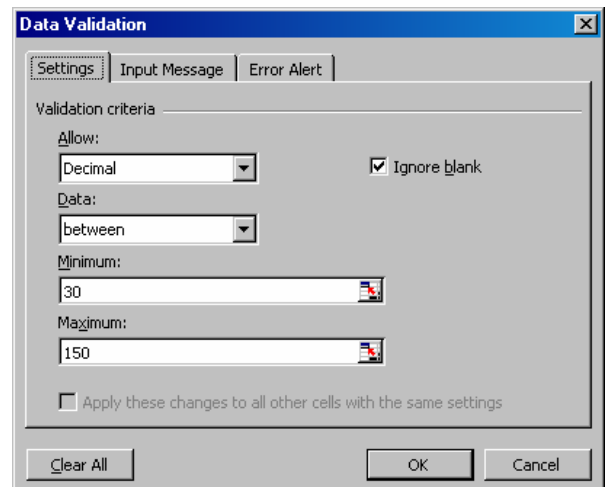 Data Validation
Settings Input Message Error Alert
Validation criteria
Allow:
Decimal Ignore blank
Data:
between
Minimum:
30
Maximum:
150
Apply these changes to all other cells with the same settings
Clear All OK Cancel